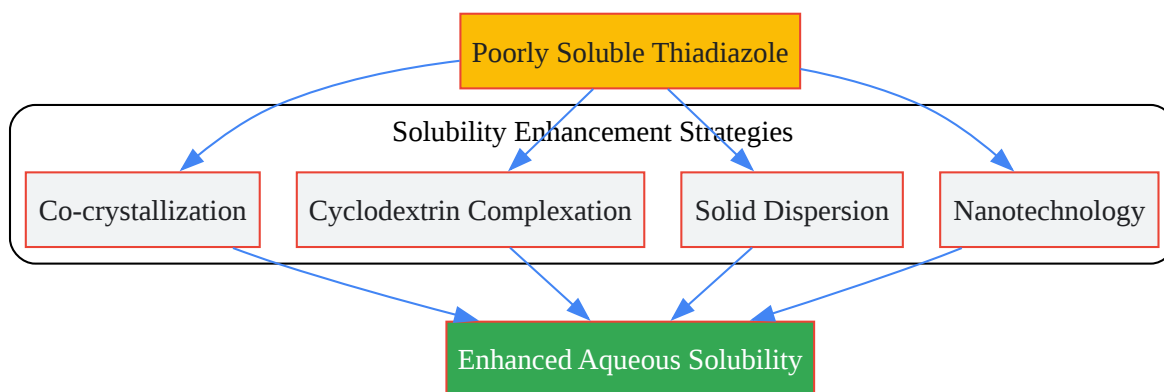 Poorly Soluble Thiadiazole
Solubility Enhancement Strategies
Co-crystallization
Cyclodextrin Complexation
Solid Dispersion
Nanotechnology
Enhanced Aqueous Solubility